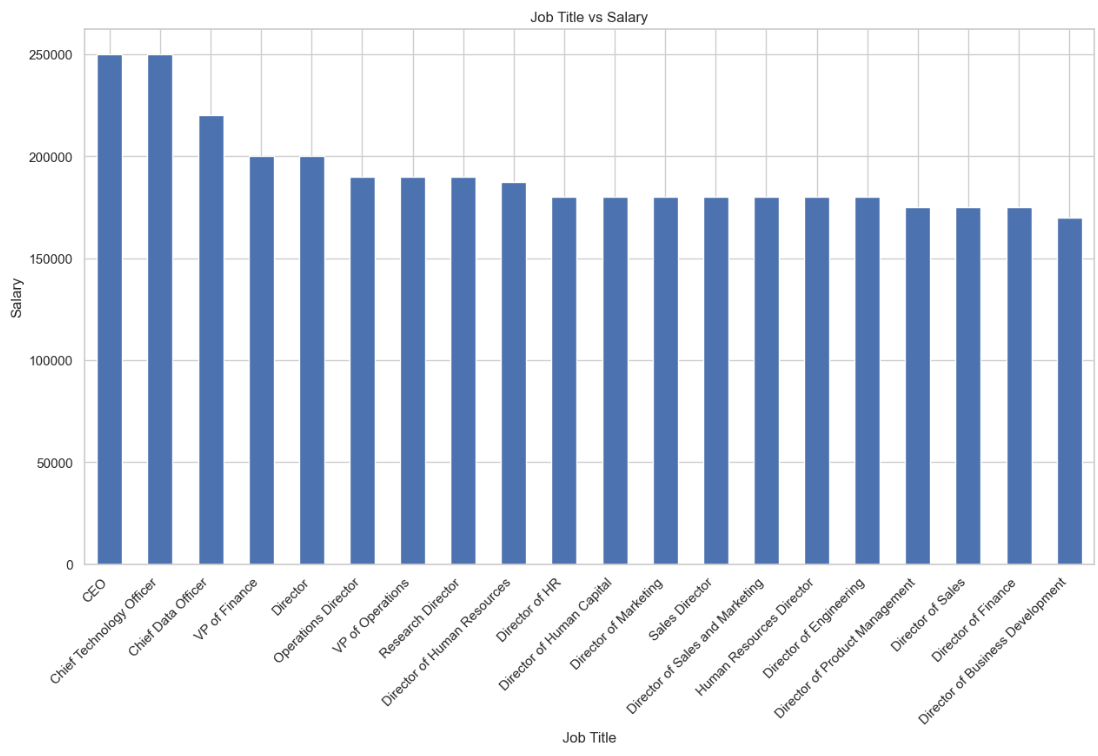 Job Title vs Salary
250000
200000
150000
100000
50000
0
Salary
CEO
Chief Technology Officer
Chief Data Officer
VP of Finance
Director
Operations Director
VP of Operations
Research Director
Director of Human Resources
Director of HR
Director of Human Capital
Director of Marketing
Sales Director
Director of Sales and Marketing
Human Resources Director
Director of Engineering
Director of Product Management
Director of Sales
Director of Finance
Director of Business Development
Job Title